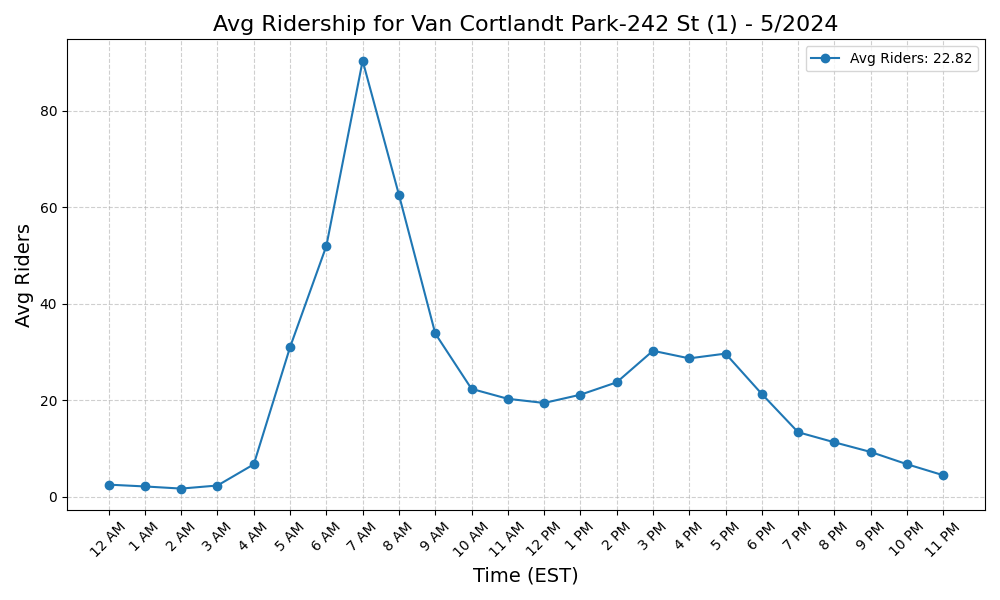 Avg Ridership for Van Cortlandt Park-242 St (1) - 5/2024
Avg Riders: 22.82
Avg Riders
80
60
40
20
0
12 AM
1 AM
2 AM
3 AM
4 AM
5 AM
6 AM
7 AM
8 AM
9 AM
10 AM
11 AM
12 PM
1 PM
2 PM
3 PM
4 PM
5 PM
6 PM
7 PM
8 PM
9 PM
10 PM
11 PM
Time (EST)